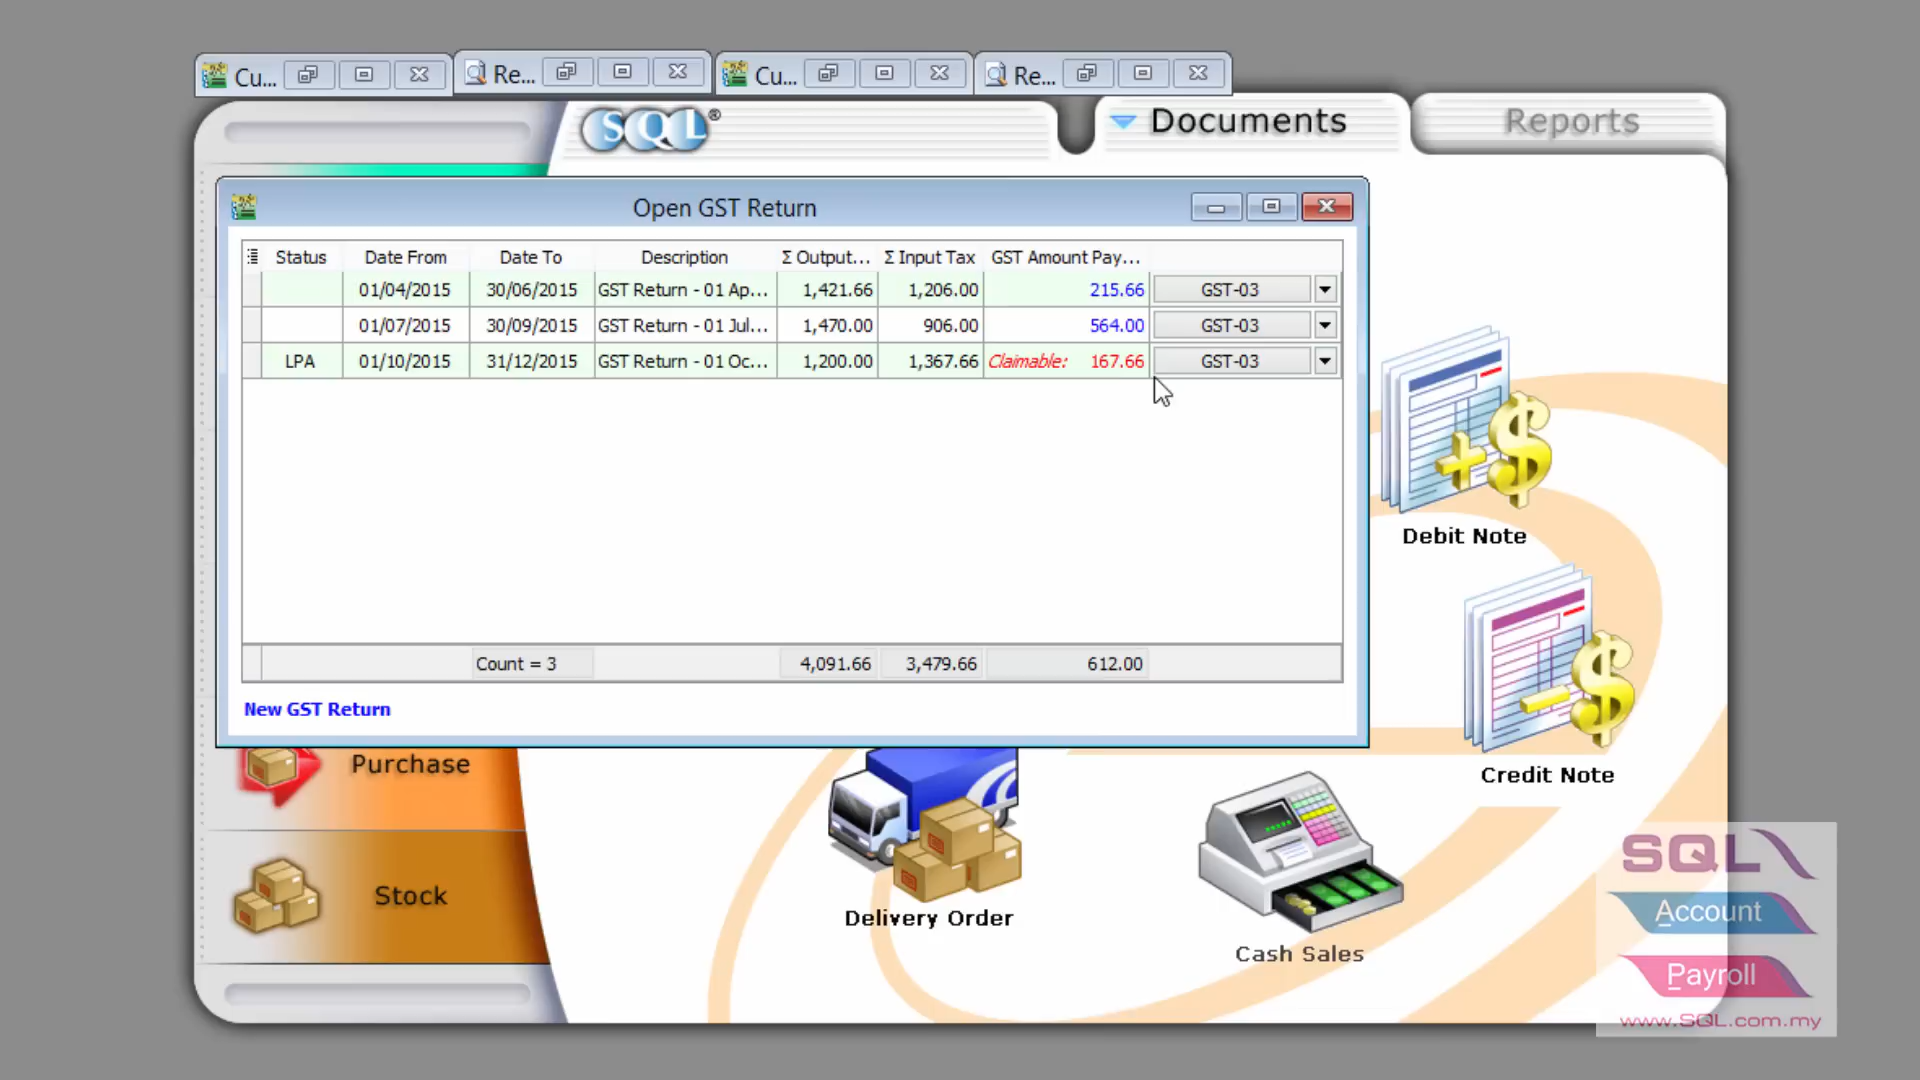 Cu... Re... Cu... Re...
SQL® Documents Reports
Open GST Return
Status Date From Date To Description Σ Output... Σ Input Tax GST Amount Pay...
01/04/2015 30/06/2015 GST Return - 01 Ap... 1,421.66 1,206.00 215.66 GST-03
01/07/2015 30/09/2015 GST Return - 01 Jul... 1,470.00 906.00 564.00 GST-03
LPA 01/10/2015 31/12/2015 GST Return - 01 Oc... 1,200.00 1,367.66 Claimable: 167.66 GST-03
Count = 3 4,091.66 3,479.66 612.00
New GST Return
Debit Note
Credit Note
Purchase
Stock
Delivery Order
Cash Sales
SQL
Account
Payroll
www.SQL.com.my